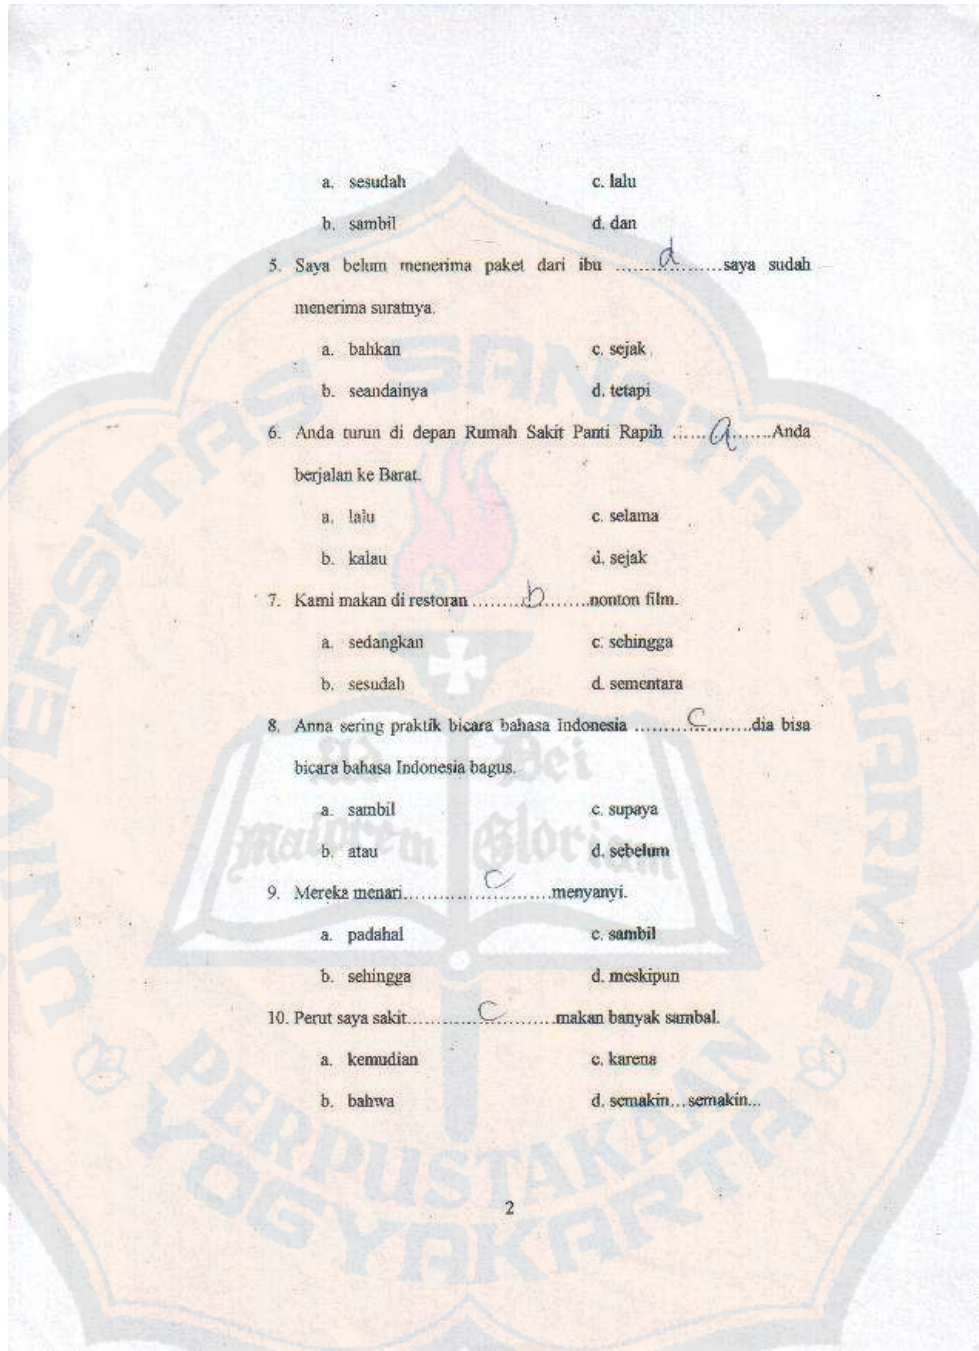 a. sesudah c. lalu
b. sambil d. dan
5. Saya belum menerima paket dari ibu ........d........saya sudah
menerima suratnya.
a. bahkan c. sejak
b. seandainya d. tetapi
6. Anda turun di depan Rumah Sakit Panti Rapih ......a.......Anda
berjalan ke Barat.
a. lalu c. selama
b. kalau d. sejak
7. Kami makan di restoran ........b........nonton film.
a. sedangkan c. sehingga
b. sesudah d. sementara
8. Anna sering praktik bicara bahasa Indonesia .........c.........dia bisa
bicara bahasa Indonesia bagus.
a. sambil c. supaya
b. atau d. sebelum
9. Mereka menari............c............menyanyi.
a. padahal c. sambil
b. sehingga d. meskipun
10. Perut saya sakit............c............makan banyak sambal.
a. kemudian c. karena
b. bahwa d. semakin...semakin...
2
UNIVERSITAS SANATA DHARMA
Ad Dei
maiorem Gloriam
PERPUSTAKAAN
YOGYAKARTA